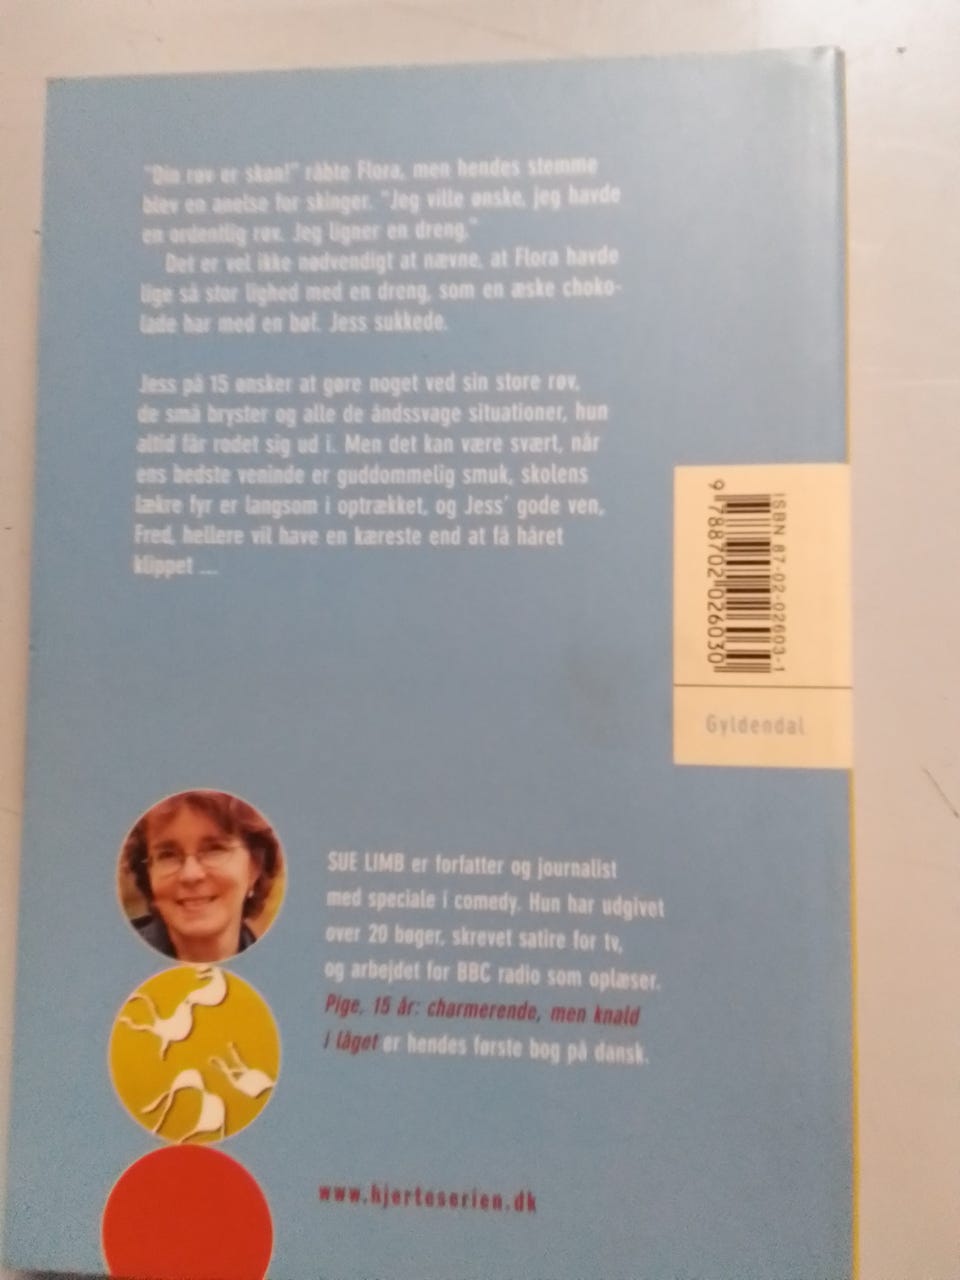 "Din røv er skøn!" råbte Flora, men hendes stemme
blev en anelse for skinger. "Jeg ville ønske, jeg havde
en ordentlig røv. Jeg ligner en dreng."
Det er vel ikke nødvendigt at nævne, at Flora havde
lige så stor lighed med en dreng, som en æske choko-
lade har med en bøf. Jess sukkede.
Jess på 15 ønsker at gøre noget ved sin store røv,
de små bryster og alle de åndssvage situationer, hun
altid får rodet sig ud i. Men det kan være svært, når
ens bedste veninde er guddommelig smuk, skolens
lækre fyr er langsom i optrækket, og Jess' gode ven,
Fred, hellere vil have en kæreste end at få håret
klippet ...
ISBN 87-02-02603-1
9 788702 026030
Gyldendal
SUE LIMB er forfatter og journalist
med speciale i comedy. Hun har udgivet
over 20 bøger, skrevet satire for tv,
og arbejdet for BBC radio som oplæser.
Pige, 15 år: charmerende, men knald
i låget er hendes første bog på dansk.
www.hjerteserien.dk